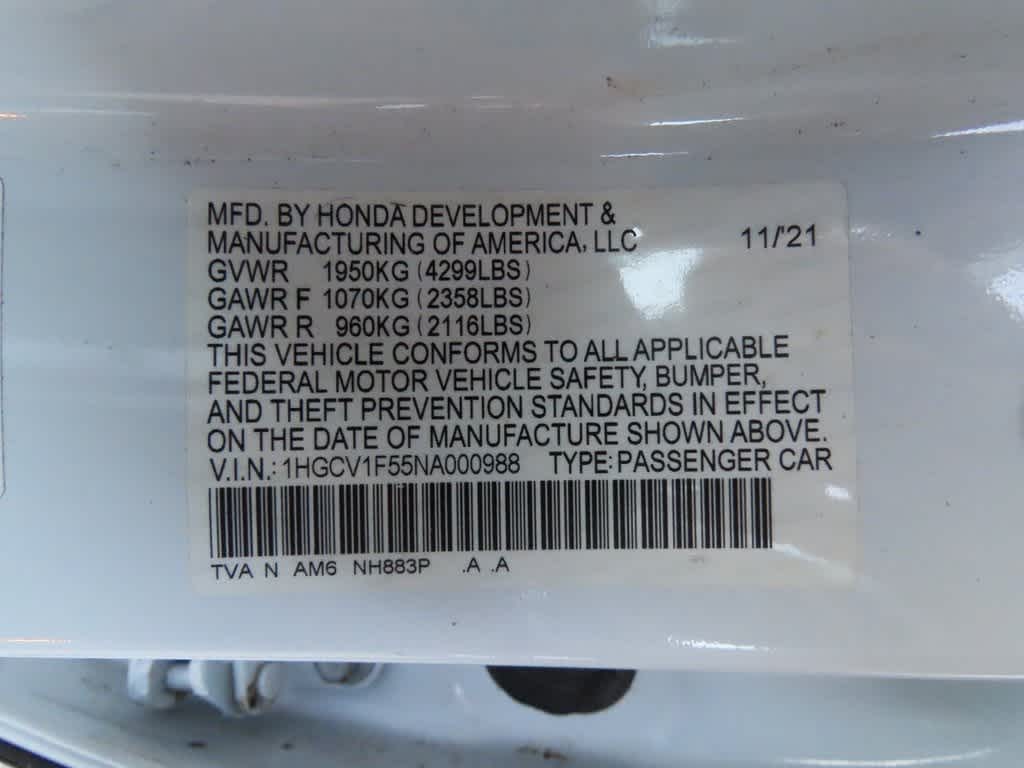 MFD. BY HONDA DEVELOPMENT &
MANUFACTURING OF AMERICA, LLC 11/'21
GVWR 1950KG (4299LBS)
GAWR F 1070KG (2358LBS)
GAWR R 960KG (2116LBS)
THIS VEHICLE CONFORMS TO ALL APPLICABLE
FEDERAL MOTOR VEHICLE SAFETY, BUMPER,
AND THEFT PREVENTION STANDARDS IN EFFECT
ON THE DATE OF MANUFACTURE SHOWN ABOVE.
V.I.N.: 1HGCV1F55NA000988 TYPE: PASSENGER CAR
TVA N AM6 NH883P .A .A